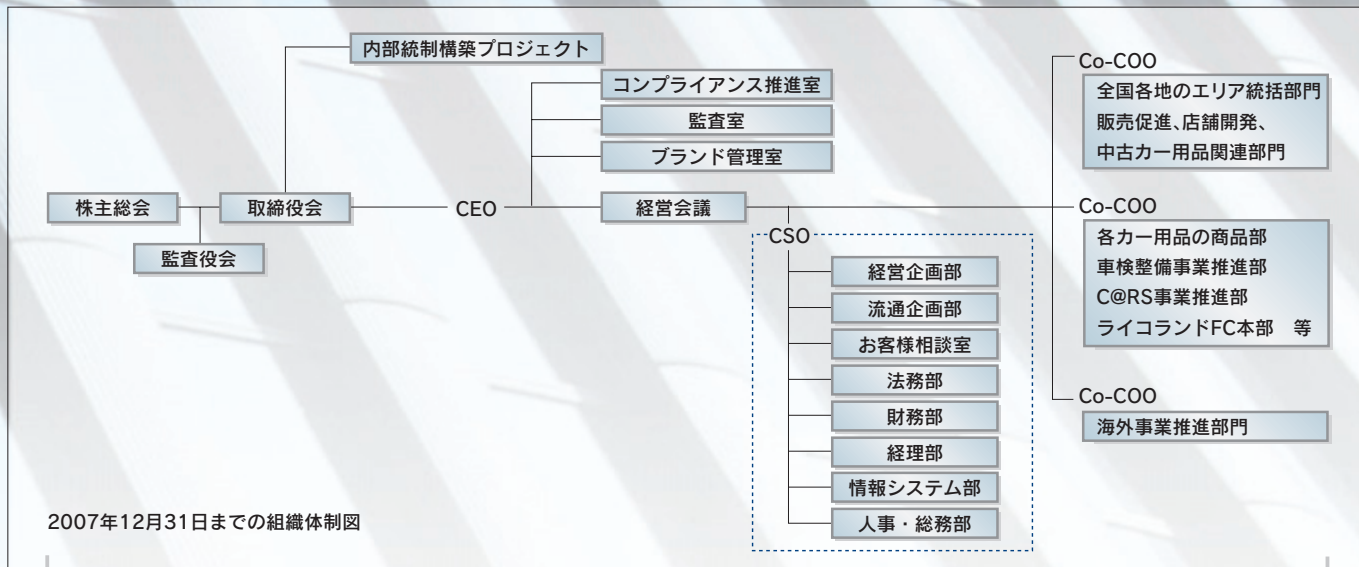 内部統制構築プロジェクト
コンプライアンス推進室
監査室
ブランド管理室
株主総会
取締役会
CEO
経営会議
監査役会
CSO
経営企画部
流通企画部
お客様相談室
法務部
財務部
経理部
情報システム部
人事・総務部
Co-COO
全国各地のエリア統括部門
販売促進、店舗開発、
中古カー用品関連部門
Co-COO
各カー用品の商品部
車検整備事業推進部
C@RS事業推進部
ライコランドFC本部　等
Co-COO
海外事業推進部門
2007年12月31日までの組織体制図